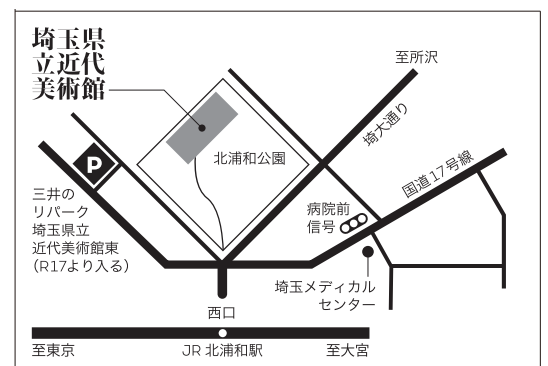 埼玉県
立近代
美術館
至所沢
埼大通り
北浦和公園
国道17号線
P
三井の
リパーク
埼玉県立
近代美術館東
（R17より入る）
病院前
信号
埼玉メディカル
センター
西口
至東京
JR 北浦和駅
至大宮